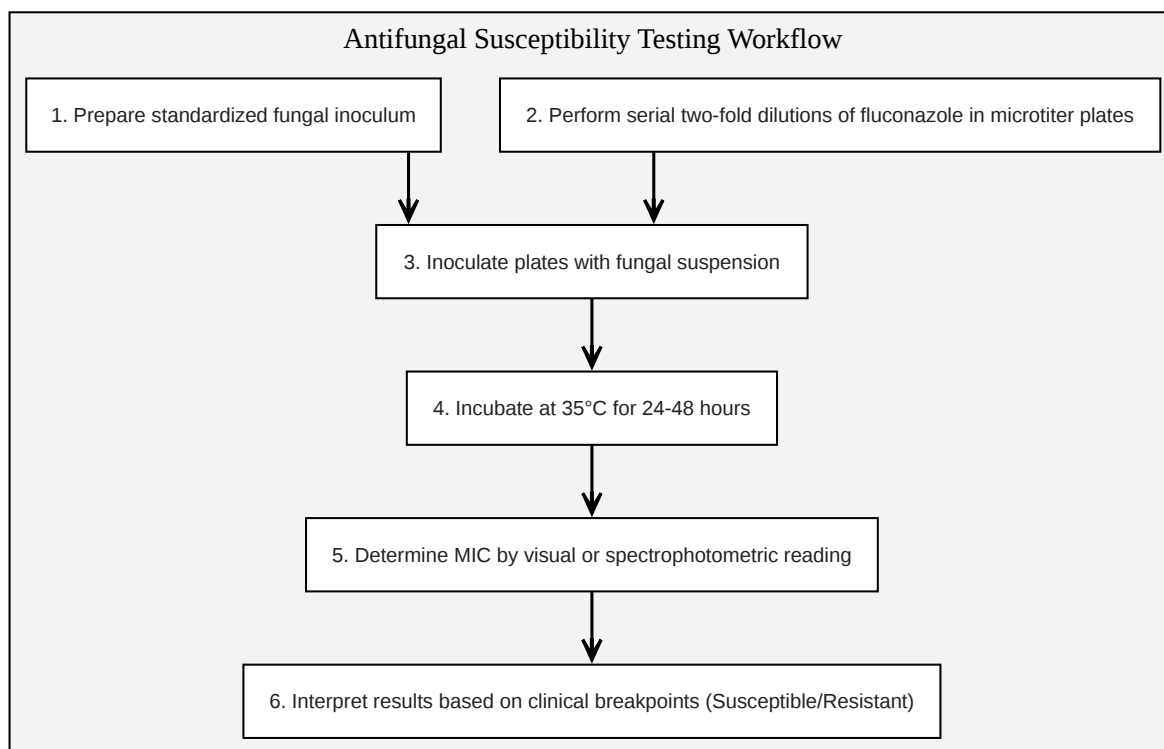 Antifungal Susceptibility Testing Workflow
1. Prepare standardized fungal inoculum
2. Perform serial two-fold dilutions of fluconazole in microtiter plates
3. Inoculate plates with fungal suspension
4. Incubate at 35°C for 24-48 hours
5. Determine MIC by visual or spectrophotometric reading
6. Interpret results based on clinical breakpoints (Susceptible/Resistant)